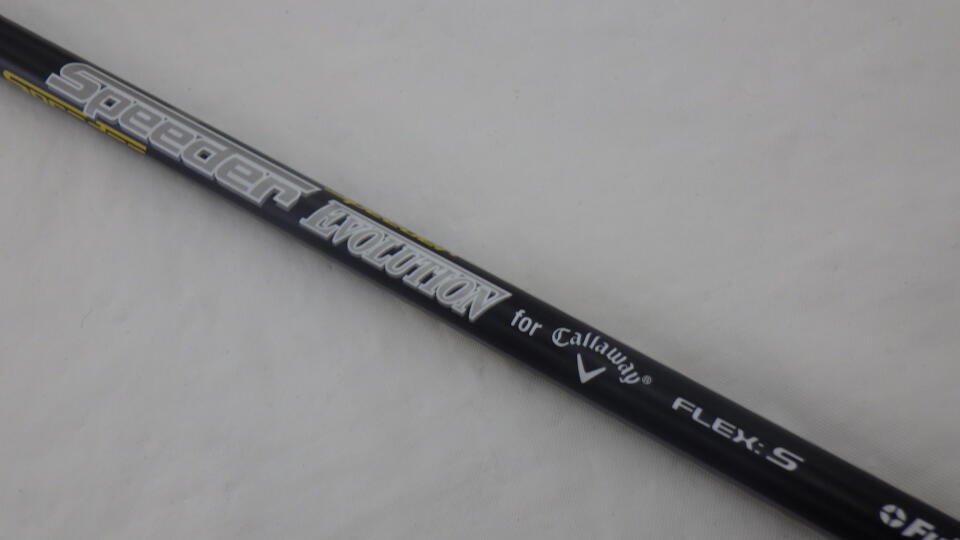 Speeder EVOLUTION for Callaway® FLEX: S